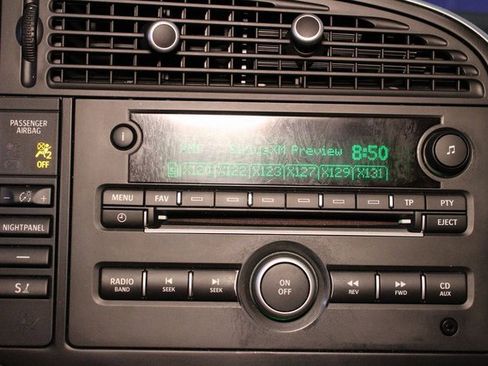 PASSENGER
AIRBAG
2
OFF
i
SiriusXM Preview 8:50
X120 X122 X123 X127 X129 X131
MENU FAV TP PTY
EJECT
NIGHTPANEL
RADIO
BAND
SEEK
SEEK
ON
OFF
REV
FWD
CD
AUX